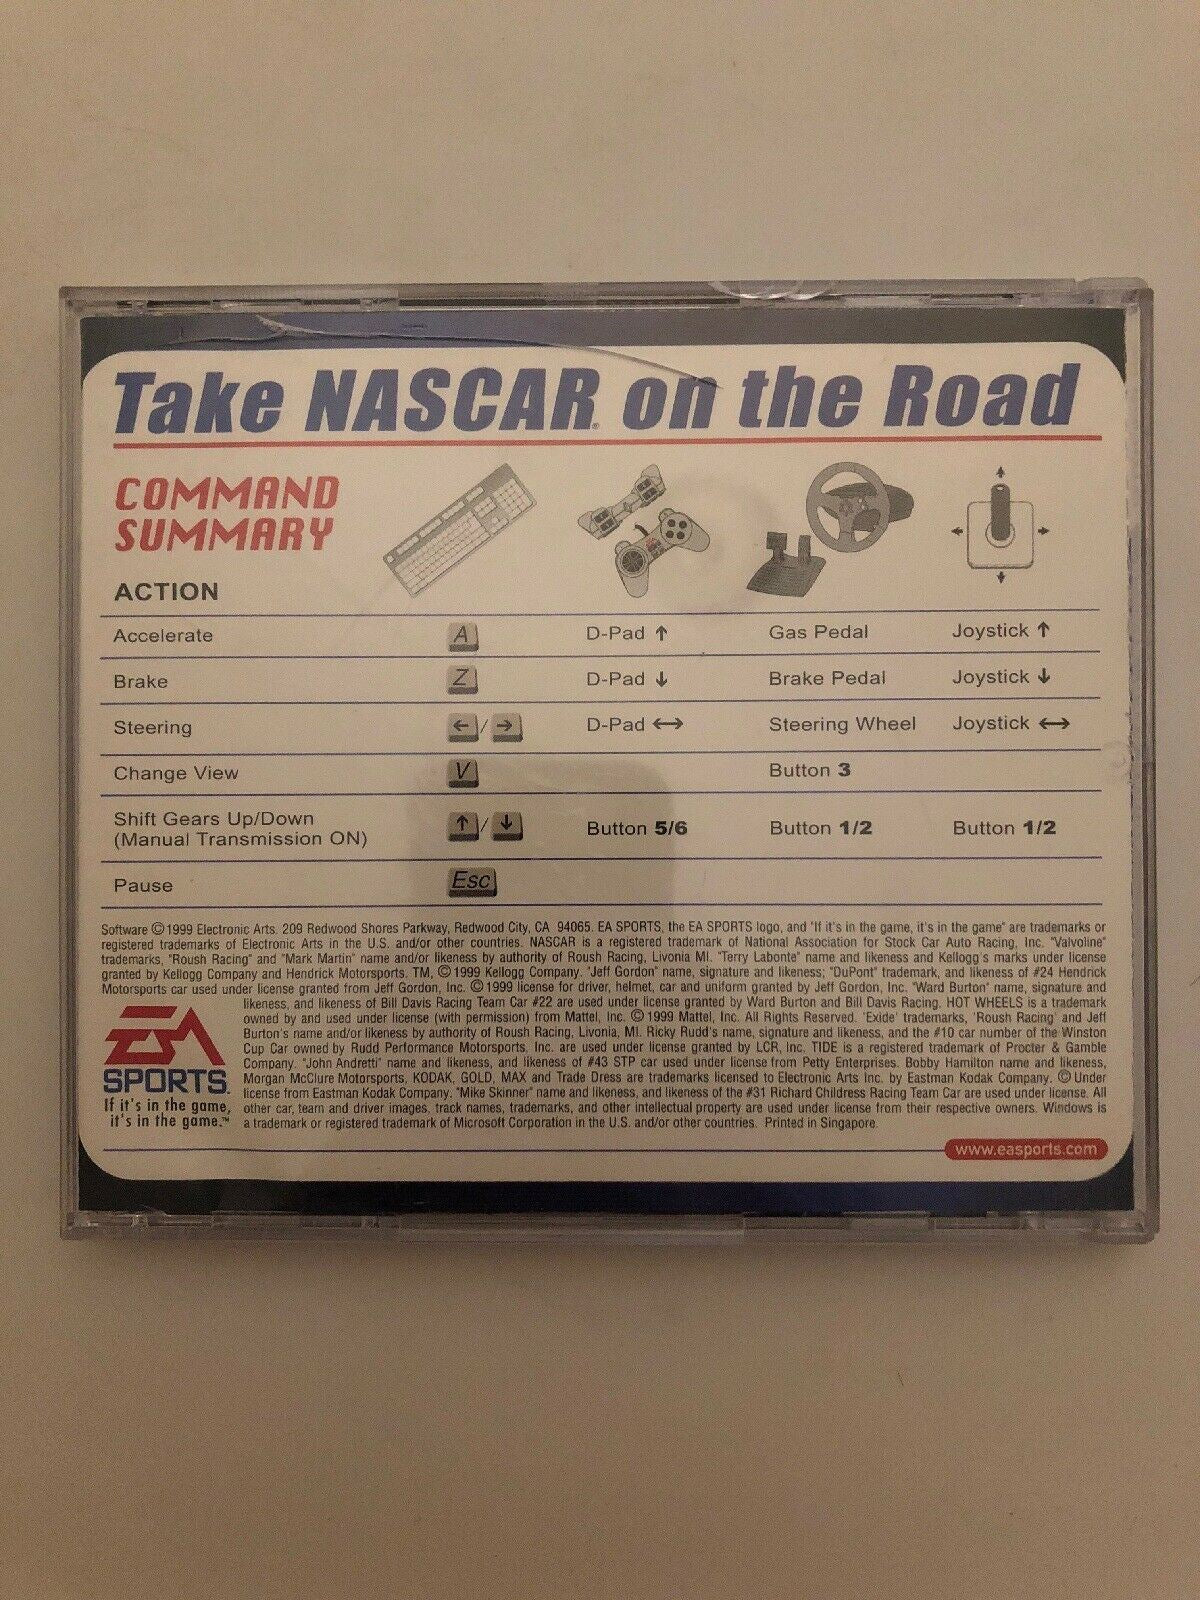 Take NASCAR® on the Road
COMMAND
SUMMARY
ACTION
Accelerate A D-Pad ↑ Gas Pedal Joystick ↑
Brake Z D-Pad ↓ Brake Pedal Joystick ↓
Steering ←/→ D-Pad ↔ Steering Wheel Joystick ↔
Change View V Button 3
Shift Gears Up/Down
(Manual Transmission ON) ↑/↓ Button 5/6 Button 1/2 Button 1/2
Pause Esc
Software © 1999 Electronic Arts. 209 Redwood Shores Parkway, Redwood City, CA 94065. EA SPORTS, the EA SPORTS logo, and "If it's in the game, it's in the game" are trademarks or
registered trademarks of Electronic Arts in the U.S. and/or other countries. NASCAR is a registered trademark of National Association for Stock Car Auto Racing, Inc. "Valvoline"
trademarks, "Roush Racing" and "Mark Martin" name and/or likeness by authority of Roush Racing, Livonia MI. "Terry Labonte" name and likeness and Kellogg's marks under license
granted by Kellogg Company and Hendrick Motorsports. TM, © 1999 Kellogg Company. "Jeff Gordon" name, signature and likeness; "DuPont" trademark, and likeness of #24 Hendrick
Motorsports car used under license granted from Jeff Gordon, Inc. © 1999 license for driver, helmet, car and uniform granted by Jeff Gordon, Inc. "Ward Burton" name, signature and
likeness, and likeness of Bill Davis Racing Team Car #22 are used under license granted by Ward Burton and Bill Davis Racing. HOT WHEELS is a trademark
owned by and used under license (with permission) from Mattel, Inc. © 1999 Mattel, Inc. All Rights Reserved. 'Exide' trademarks, 'Roush Racing' and Jeff
Burton's name and/or likeness by authority of Roush Racing, Livonia, MI. Ricky Rudd's name, signature and likeness, and the #10 car number of the Winston
Cup Car owned by Rudd Performance Motorsports, Inc. are used under license granted by LCR, Inc. TIDE is a registered trademark of Procter & Gamble
Company. "John Andretti" name and likeness, and likeness of #43 STP car used under license from Petty Enterprises. Bobby Hamilton name and likeness,
Morgan McClure Motorsports, KODAK, GOLD, MAX and Trade Dress are trademarks licensed to Electronic Arts Inc. by Eastman Kodak Company. © Under
license from Eastman Kodak Company. "Mike Skinner" name and likeness, and likeness of the #31 Richard Childress Racing Team Car are used under license. All
other car, team and driver images, track names, trademarks, and other intellectual property are used under license from their respective owners. Windows is
a trademark or registered trademark of Microsoft Corporation in the U.S. and/or other countries. Printed in Singapore.
EA
SPORTS™
If it's in the game,
it's in the game.™
www.easports.com